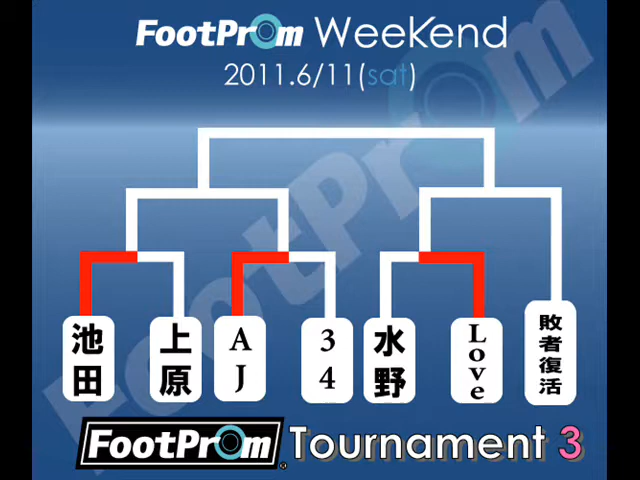 FootProm Weekend
2011.6/11(sat)
FootProm
池田
上原
AJ
34
水野
Love
敗者復活
FootProm Tournament 3